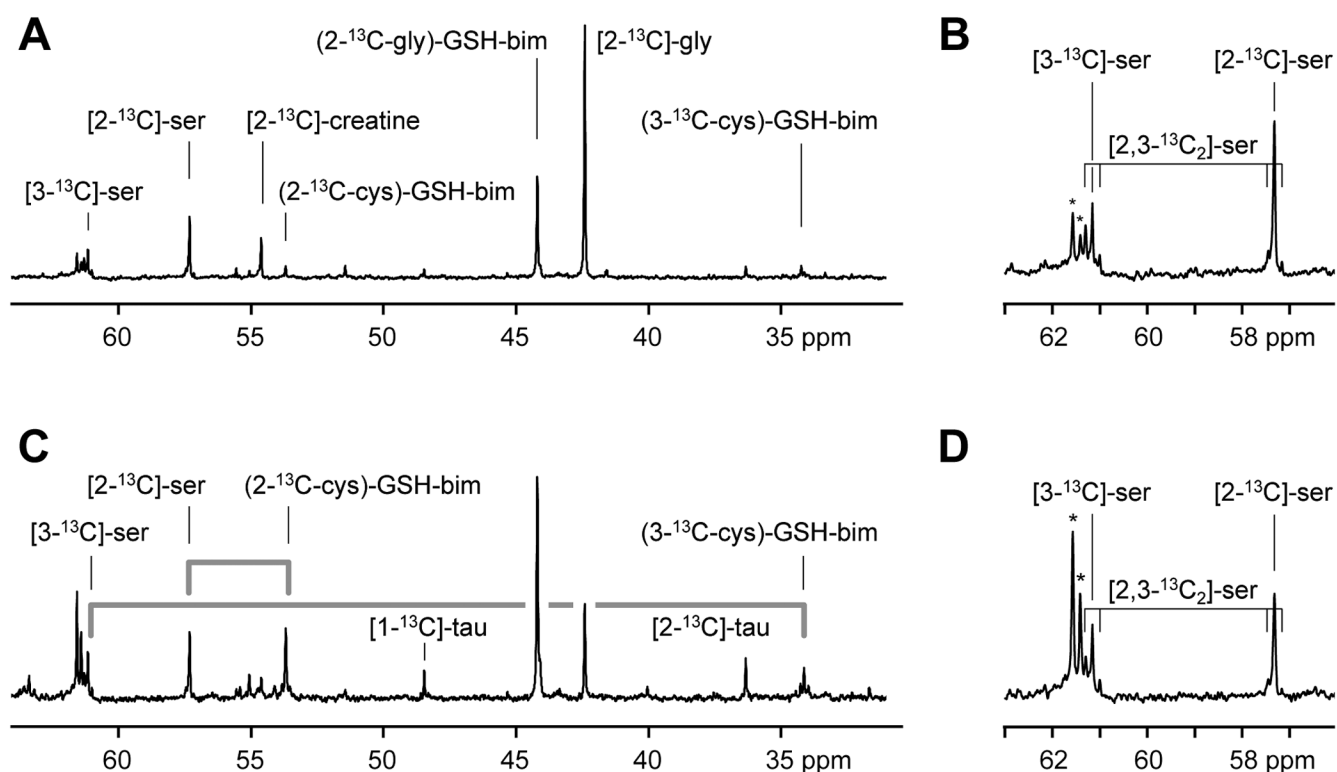 A
(2-¹³C-gly)-GSH-bim
[2-¹³C]-gly
[2-¹³C]-ser
[2-¹³C]-creatine
(3-¹³C-cys)-GSH-bim
[3-¹³C]-ser
(2-¹³C-cys)-GSH-bim
60 55 50 45 40 35 ppm
B
[3-¹³C]-ser
[2-¹³C]-ser
[2,3-¹³C₂]-ser
*
*
62 60 58 ppm
C
[2-¹³C]-ser
(2-¹³C-cys)-GSH-bim
[3-¹³C]-ser
(3-¹³C-cys)-GSH-bim
[1-¹³C]-tau
[2-¹³C]-tau
60 55 50 45 40 35 ppm
D
[3-¹³C]-ser
[2-¹³C]-ser
*
*
[2,3-¹³C₂]-ser
62 60 58 ppm